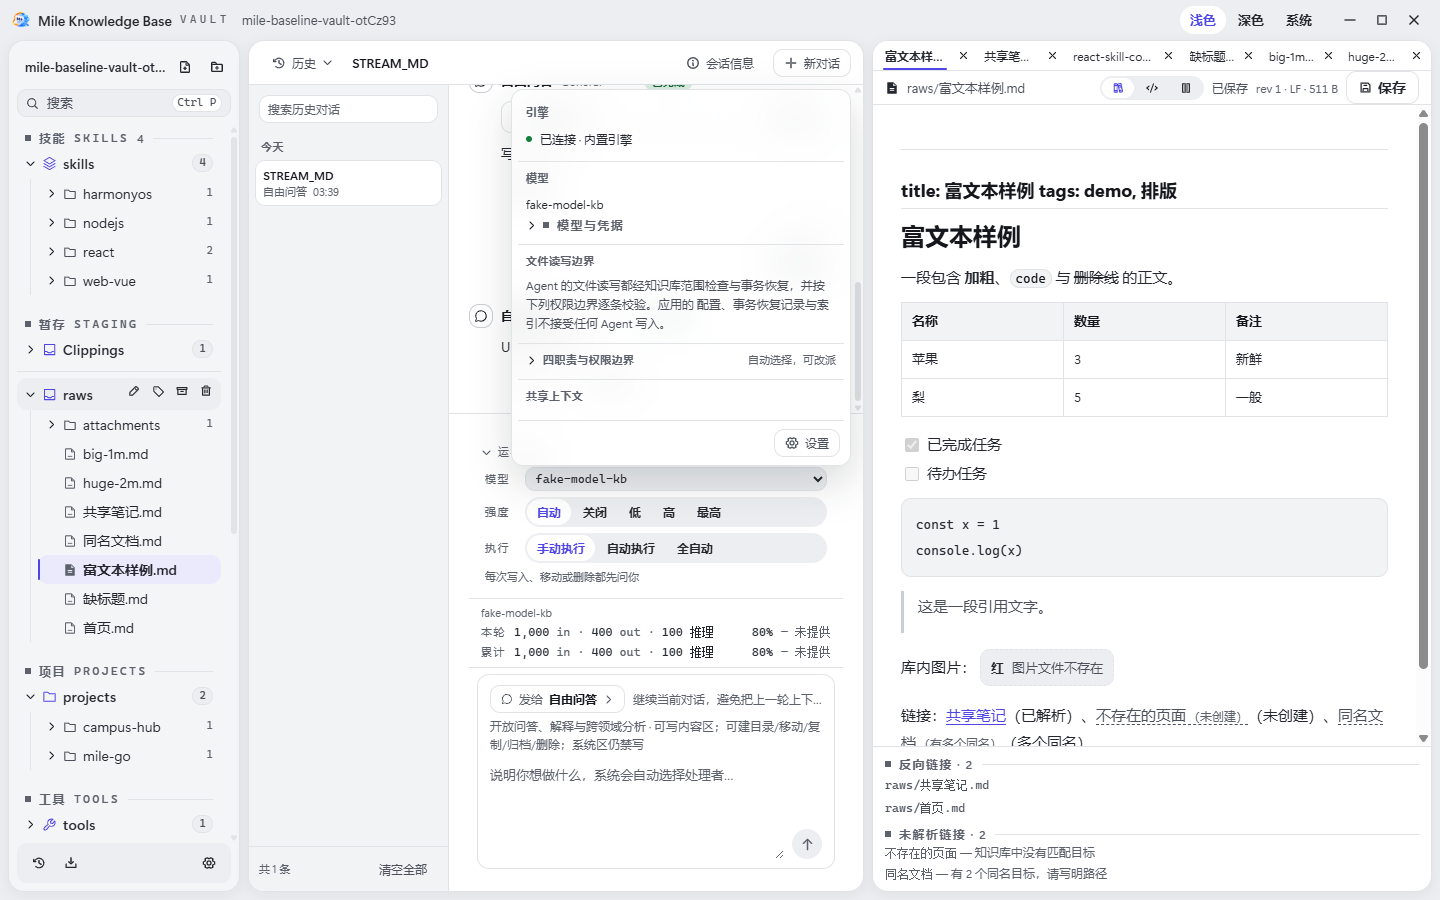 Mile Knowledge Base VAULT mile-baseline-vault-otCz93
浅色 深色 系统
mile-baseline-vault-ot...
搜索 Ctrl P
技能 SKILLS 4
skills 4
harmonyos 1
nodejs 1
react 2
web-vue 1
暂存 STAGING
Clippings 1
raws
attachments 1
big-1m.md
huge-2m.md
共享笔记.md
同名文档.md
富文本样例.md
缺标题.md
首页.md
项目 PROJECTS
projects 2
campus-hub 1
mile-go 1
工具 TOOLS
tools 1
历史 STREAM_MD
会话信息 新对话
搜索历史对话
今天
STREAM_MD
自由问答 03:39
共1条 清空全部
引擎
已连接 · 内置引擎
模型
fake-model-kb
模型与凭据
文件读写边界
Agent 的文件读写都经知识库范围检查与事务恢复，并按
下列权限边界逐条校验。应用的 配置、事务恢复记录与索
引不接受任何 Agent 写入。
四职责与权限边界 自动选择，可改派
共享上下文
设置
写
自
U
运
模型 fake-model-kb
强度 自动 关闭 低 高 最高
执行 手动执行 自动执行 全自动
每次写入、移动或删除都先问你
fake-model-kb
本轮 1,000 in · 400 out · 100 推理 80% — 未提供
累计 1,000 in · 400 out · 100 推理 80% — 未提供
发给 自由问答 继续当前对话，避免把上一轮上下...
开放问答、解释与跨领域分析 · 可写内容区；可建目录/移动/复
制/归档/删除；系统区仍禁写
说明你想做什么，系统会自动选择处理者...
富文本样... 共享笔... react-skill-co... 缺标题... big-1m... huge-2...
raws/富文本样例.md 已保存 rev 1 · LF · 511 B 保存
title: 富文本样例 tags: demo, 排版
富文本样例
一段包含 加粗、code 与 删除线 的正文。
名称 数量 备注
苹果 3 新鲜
梨 5 一般
已完成任务
待办任务
const x = 1
console.log(x)
这是一段引用文字。
库内图片： 红 图片文件不存在
链接：共享笔记（已解析）、不存在的页面（未创建）（未创建）、同名文
档（有多个同名）（多个同名）
反向链接 · 2
raws/共享笔记.md
raws/首页.md
未解析链接 · 2
不存在的页面 — 知识库中没有匹配目标
同名文档 — 有 2 个同名目标，请写明路径